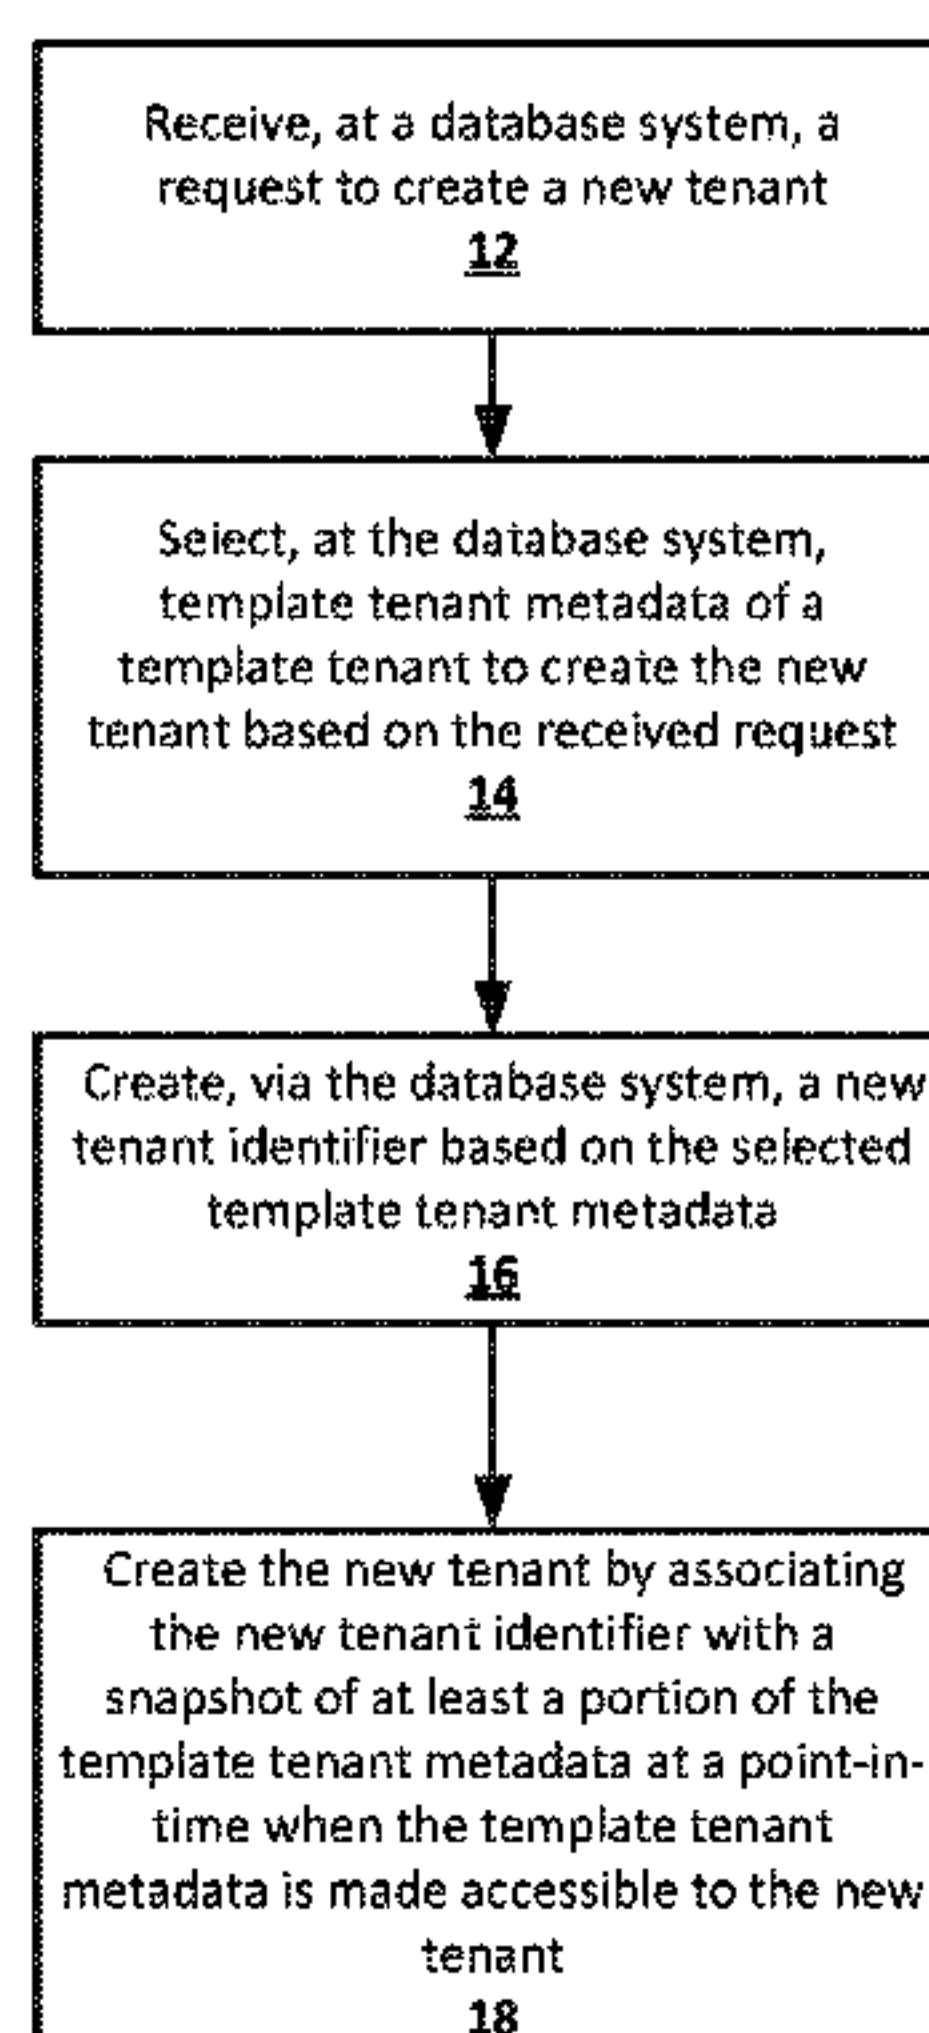 Receive, at a database system, a
request to create a new tenant
12
Select, at the database system,
template tenant metadata of a
template tenant to create the new
tenant based on the received request
14
Create, via the database system, a new
tenant identifier based on the selected
template tenant metadata
16
Create the new tenant by associating
the new tenant identifier with a
snapshot of at least a portion of the
template tenant metadata at a point-in-
time when the template tenant
metadata is made accessible to the new
tenant
18